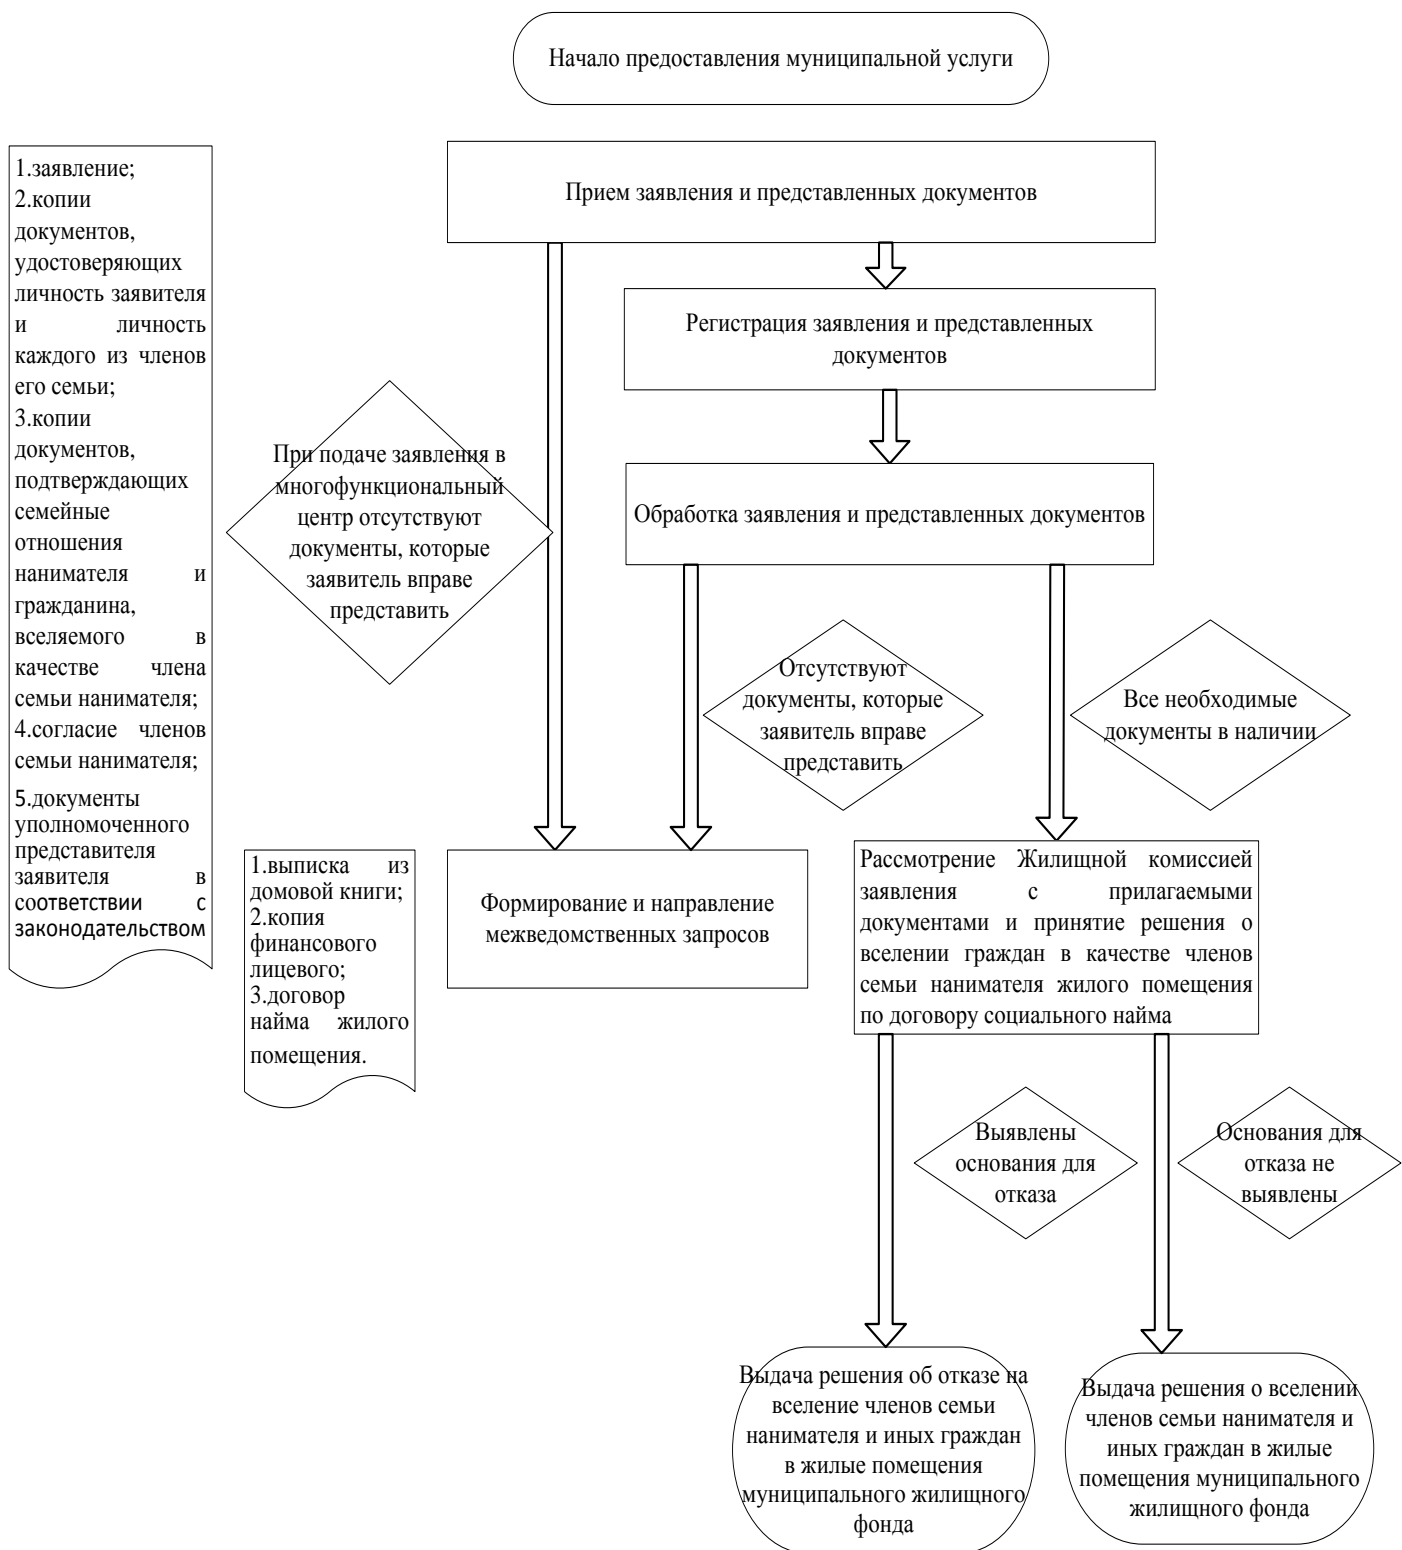 Начало предоставления муниципальной услуги
Прием заявления и представленных документов
1.заявление;
2.копии
документов,
удостоверяющих
личность заявителя
и личность
каждого из членов
его семьи;
3.копии
документов,
подтверждающих
семейные
отношения
нанимателя и
гражданина,
вселяемого в
качестве члена
семьи нанимателя;
4.согласие членов
семьи нанимателя;
5.документы
уполномоченного
представителя
заявителя в
соответствии с
законодательством
Регистрация заявления и представленных
документов
При подаче заявления в
многофункциональный
центр отсутствуют
документы, которые
заявитель вправе
представить
Обработка заявления и представленных документов
Отсутствуют
документы, которые
заявитель вправе
представить
Все необходимые
документы в наличии
1.выписка из
домовой книги;
2.копия
финансового
лицевого;
3.договор
найма жилого
помещения.
Формирование и направление
межведомственных запросов
Рассмотрение Жилищной комиссией
заявления с прилагаемыми
документами и принятие решения о
вселении граждан в качестве членов
семьи нанимателя жилого помещения
по договору социального найма
Выявлены
основания для
отказа
Основания для
отказа не
выявлены
Выдача решения об отказе на
вселение членов семьи
нанимателя и иных граждан
в жилые помещения
муниципального жилищного
фонда
Выдача решения о вселении
членов семьи нанимателя и
иных граждан в жилые
помещения муниципального
жилищного фонда